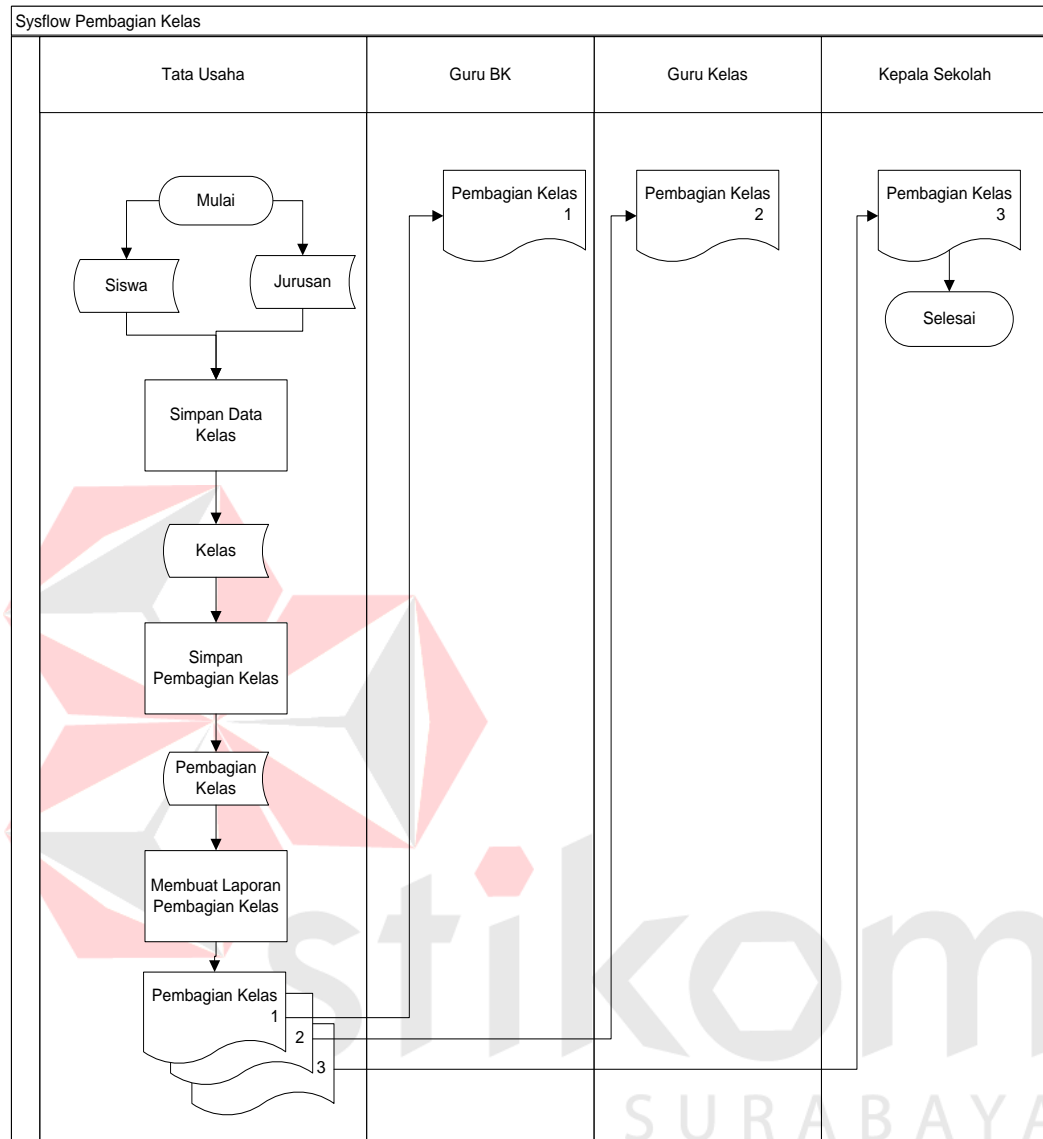 Sysflow Pembagian Kelas
Tata Usaha
Guru BK
Guru Kelas
Kepala Sekolah
Mulai
Siswa
Jurusan
Simpan Data
Kelas
Kelas
Simpan
Pembagian Kelas
Pembagian
Kelas
Membuat Laporan
Pembagian Kelas
Pembagian Kelas
1
2
3
Pembagian Kelas
1
Pembagian Kelas
2
Pembagian Kelas
3
Selesai
stikom
SURABAYA